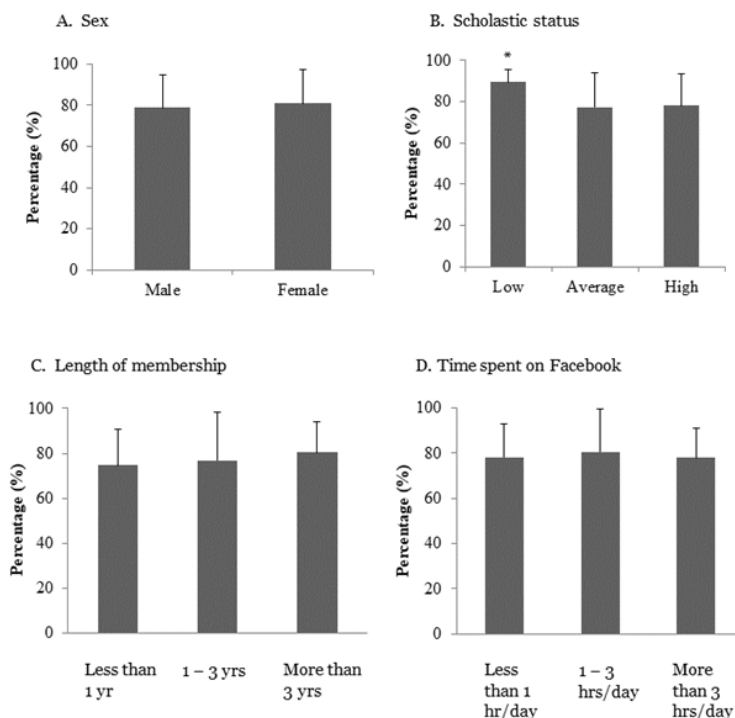 A. Sex
Percentage (%)
100
80
60
40
20
0
Male Female
B. Scholastic status
Percentage (%)
100
80
60
40
20
0
*
Low Average High
C. Length of membership
Percentage (%)
100
80
60
40
20
0
Less than
1 yr
1 – 3 yrs
More than
3 yrs
D. Time spent on Facebook
Percentage (%)
100
80
60
40
20
0
Less
than 1
hr/day
1 – 3
hrs/day
More
than 3
hrs/day